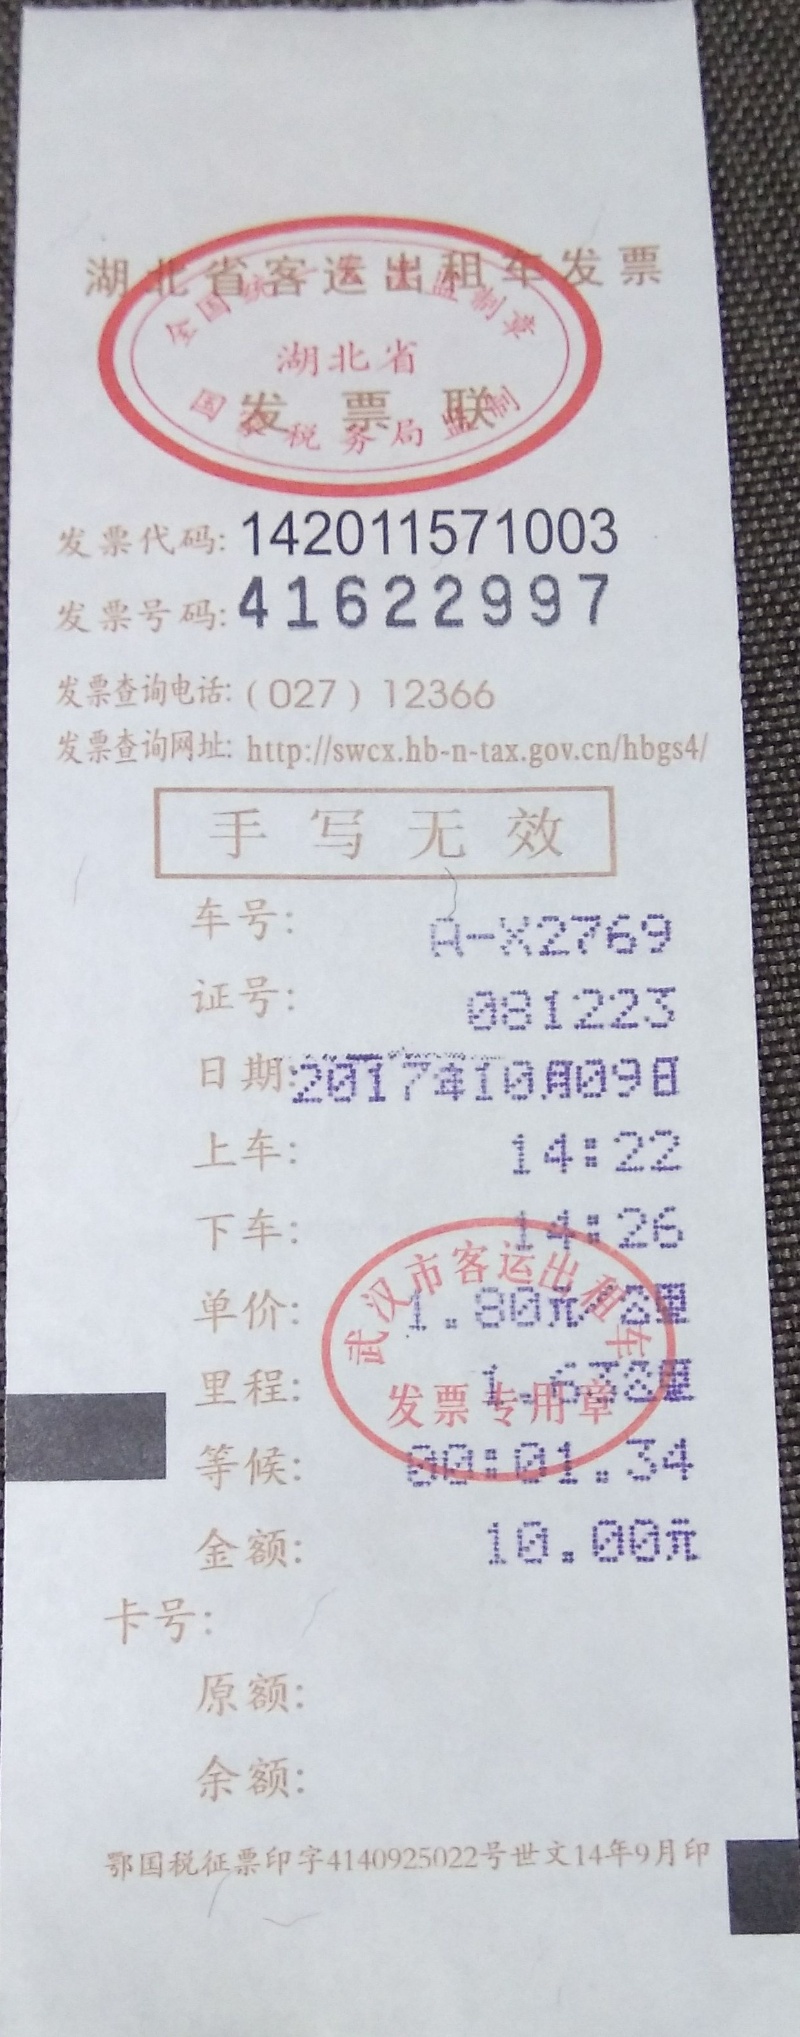 湖北省客运出租车发票
全国统一发票监制章
湖北省
发票联
国家税务局监制
发票代码: 142011571003
发票号码: 41622997
发票查询电话: (027) 12366
发票查询网址: http://swcx.hb-n-tax.gov.cn/hbgs4/
手写无效
车号: A-X2769
证号: 081223
日期: 2017年10月09日
上车: 14:22
下车: 14:26
武汉市客运出租车
单价: 1.80元/公里
里程: 1.6公里
发票专用章
等候: 00:01.34
金额: 10.00元
卡号:
原额:
余额:
鄂国税征票印字4140925022号世文14年9月印